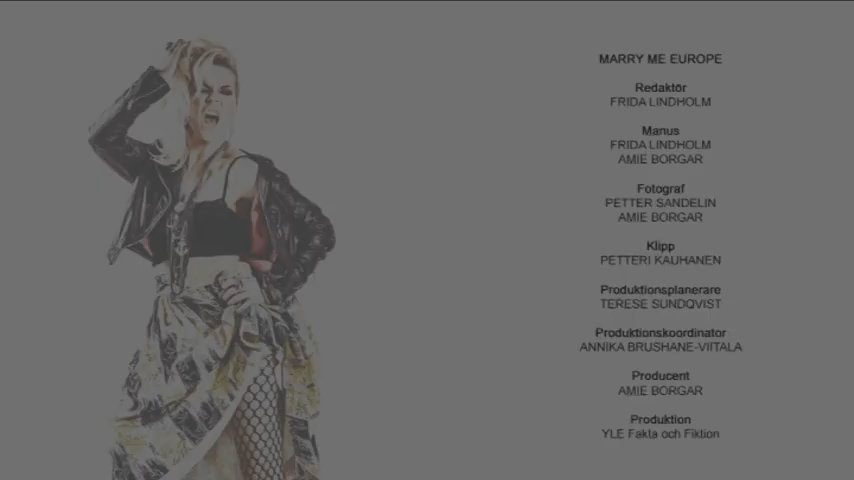 MARRY ME EUROPE
Redaktör
FRIDA LINDHOLM
Manus
FRIDA LINDHOLM
AMIE BORGAR
Fotograf
PETTER SANDELIN
AMIE BORGAR
Klipp
PETTERI KAUHANEN
Produktionsplanerare
TERESE SUNDQVIST
Produktionskoordinator
ANNIKA BRUSHANE-VIITALA
Producent
AMIE BORGAR
Produktion
YLE Fakta och Fiktion